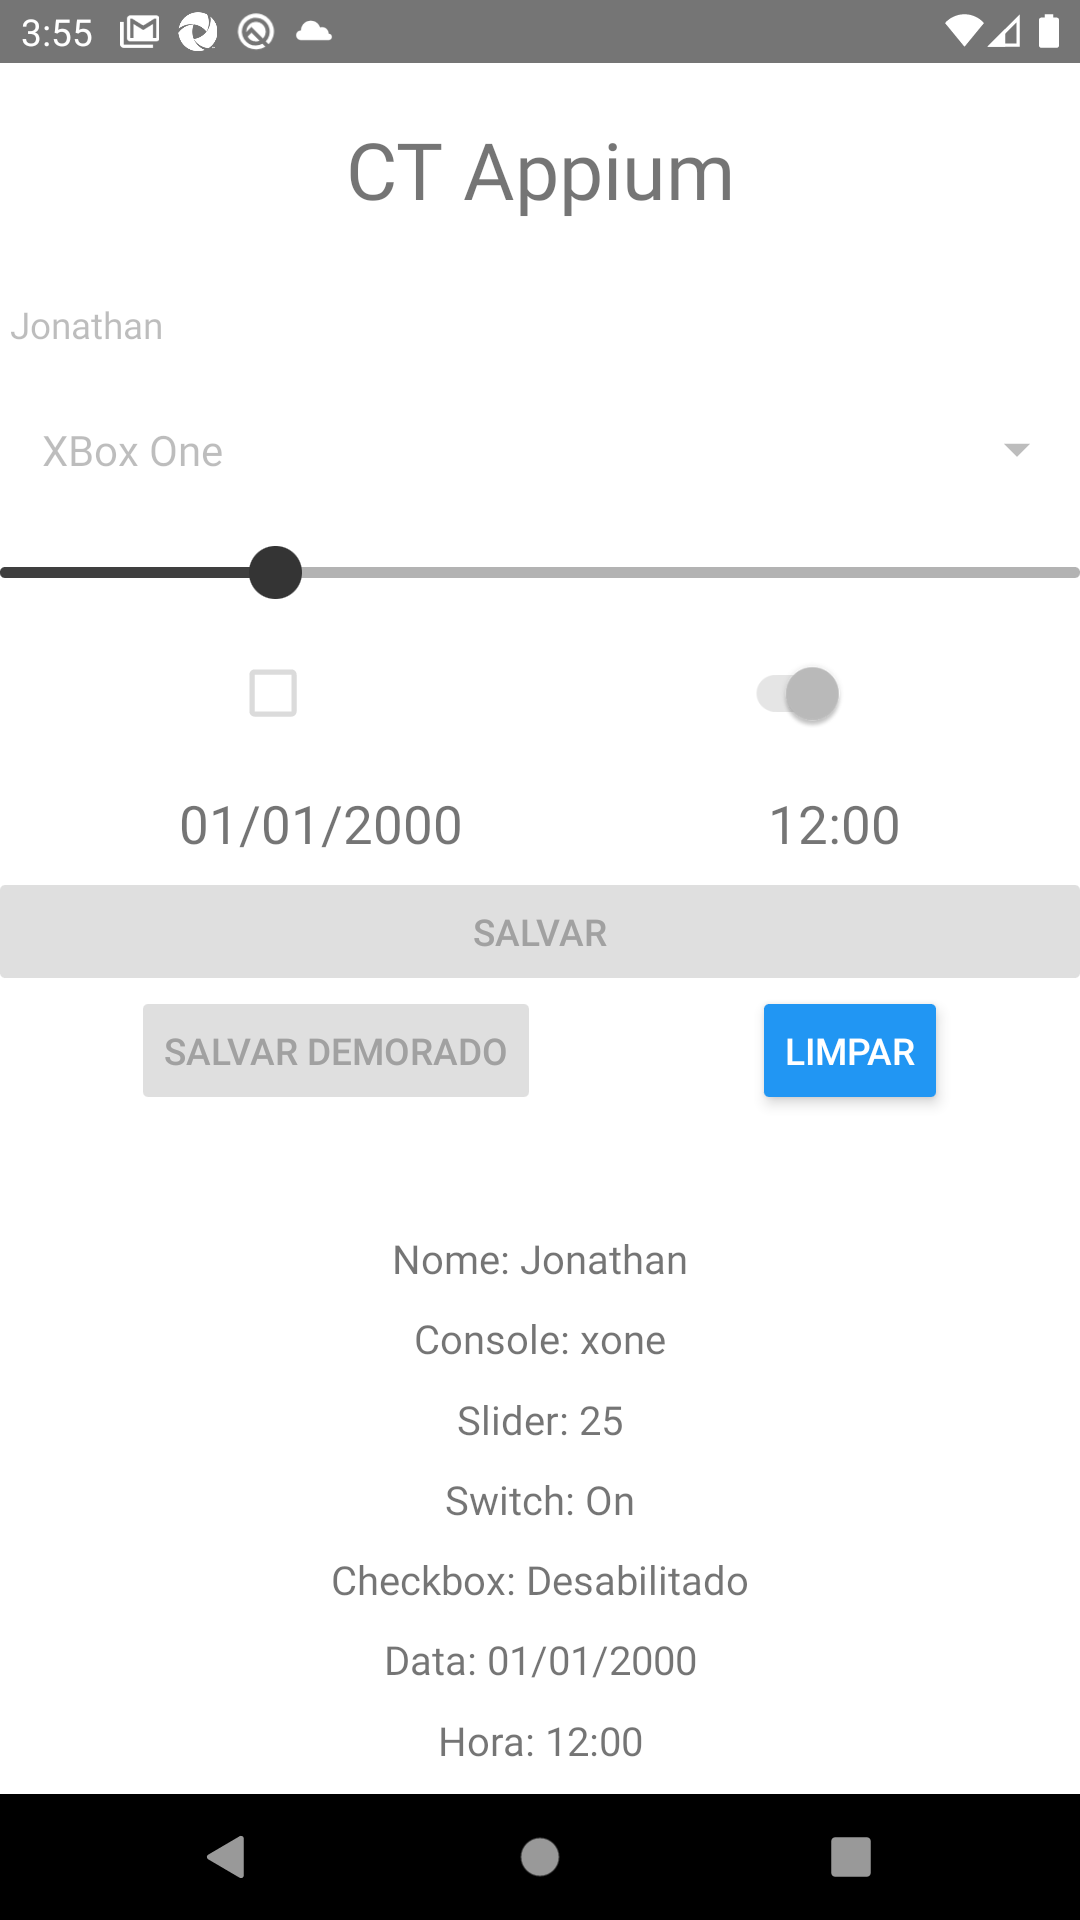 3:55
CT Appium
Jonathan
XBox One
01/01/2000 12:00
SALVAR
SALVAR DEMORADO LIMPAR
Nome: Jonathan
Console: xone
Slider: 25
Switch: On
Checkbox: Desabilitado
Data: 01/01/2000
Hora: 12:00